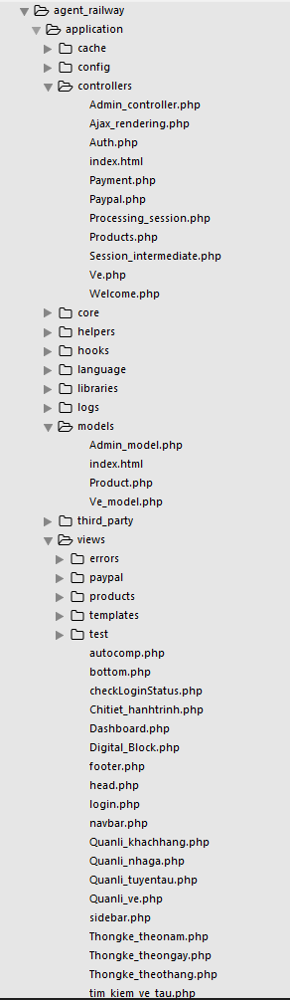 agent_railway
application
cache
config
controllers
Admin_controller.php
Ajax_rendering.php
Auth.php
index.html
Payment.php
Paypal.php
Processing_session.php
Products.php
Session_intermediate.php
Ve.php
Welcome.php
core
helpers
hooks
language
libraries
logs
models
Admin_model.php
index.html
Product.php
Ve_model.php
third_party
views
errors
paypal
products
templates
test
autocomp.php
bottom.php
checkLoginStatus.php
Chitiet_hanhtrinh.php
Dashboard.php
Digital_Block.php
footer.php
head.php
login.php
navbar.php
Quanli_khachhang.php
Quanli_nhaga.php
Quanli_tuyentau.php
Quanli_ve.php
sidebar.php
Thongke_theonam.php
Thongke_theongay.php
Thongke_theothang.php
tim_kiem_ve_tau.php